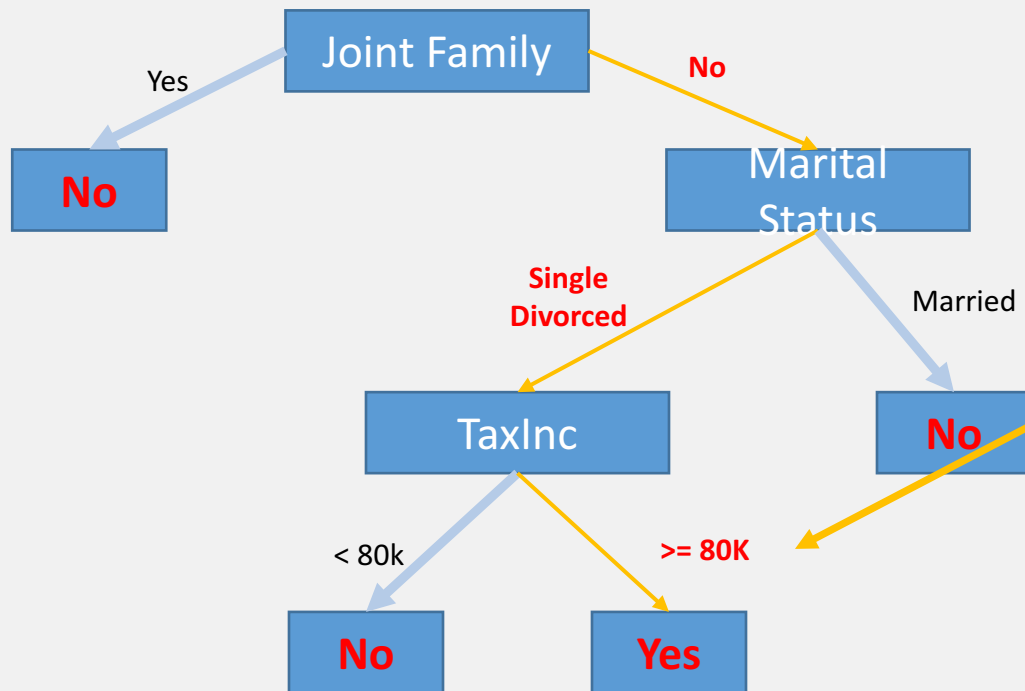 Joint Family
Yes
No
No
Marital
Status
Single
Divorced
Married
TaxInc
No
< 80k
>= 80K
No
Yes